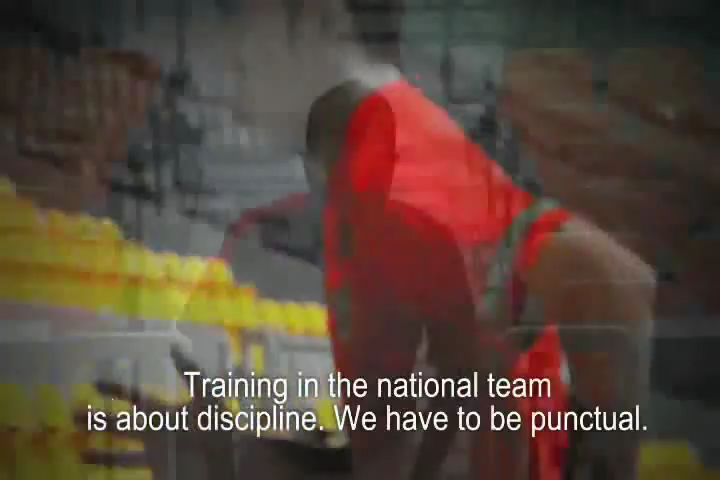 Training in the national team
is about discipline. We have to be punctual.